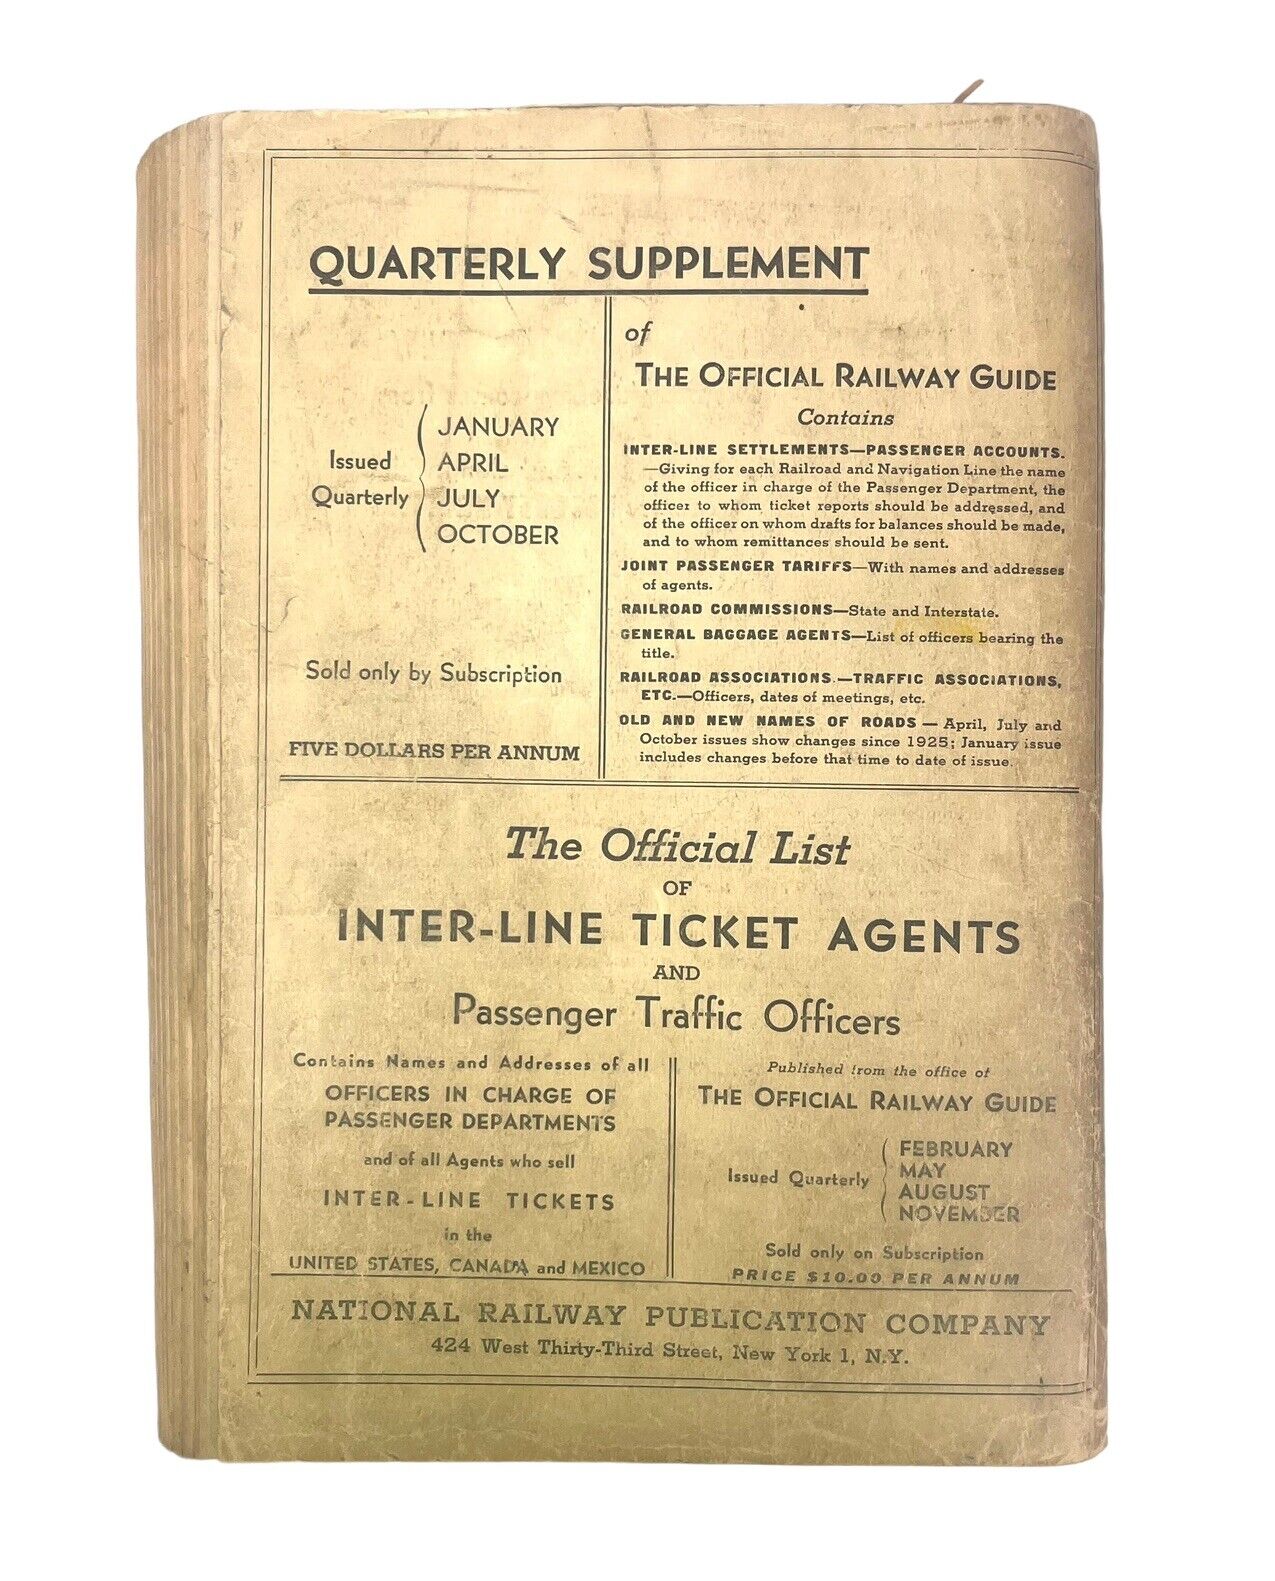 QUARTERLY SUPPLEMENT
Issued
Quarterly
JANUARY
APRIL
JULY
OCTOBER
Sold only by Subscription
FIVE DOLLARS PER ANNUM
of
THE OFFICIAL RAILWAY GUIDE
Contains
INTER-LINE SETTLEMENTS—PASSENGER ACCOUNTS.
—Giving for each Railroad and Navigation Line the name
of the officer in charge of the Passenger Department, the
officer to whom ticket reports should be addressed, and
of the officer on whom drafts for balances should be made,
and to whom remittances should be sent.
JOINT PASSENGER TARIFFS—With names and addresses
of agents.
RAILROAD COMMISSIONS—State and Interstate.
GENERAL BAGGAGE AGENTS—List of officers bearing the
title.
RAILROAD ASSOCIATIONS.—TRAFFIC ASSOCIATIONS,
ETC.—Officers, dates of meetings, etc.
OLD AND NEW NAMES OF ROADS — April, July and
October issues show changes since 1925; January issue
includes changes before that time to date of issue.
The Official List
OF
INTER-LINE TICKET AGENTS
AND
Passenger Traffic Officers
Contains Names and Addresses of all
OFFICERS IN CHARGE OF
PASSENGER DEPARTMENTS
and of all Agents who sell
INTER-LINE TICKETS
in the
UNITED STATES, CANADA and MEXICO
Published from the office of
THE OFFICIAL RAILWAY GUIDE
Issued Quarterly
FEBRUARY
MAY
AUGUST
NOVEMBER
Sold only on Subscription
PRICE $10.00 PER ANNUM
NATIONAL RAILWAY PUBLICATION COMPANY
424 West Thirty-Third Street, New York 1, N.Y.